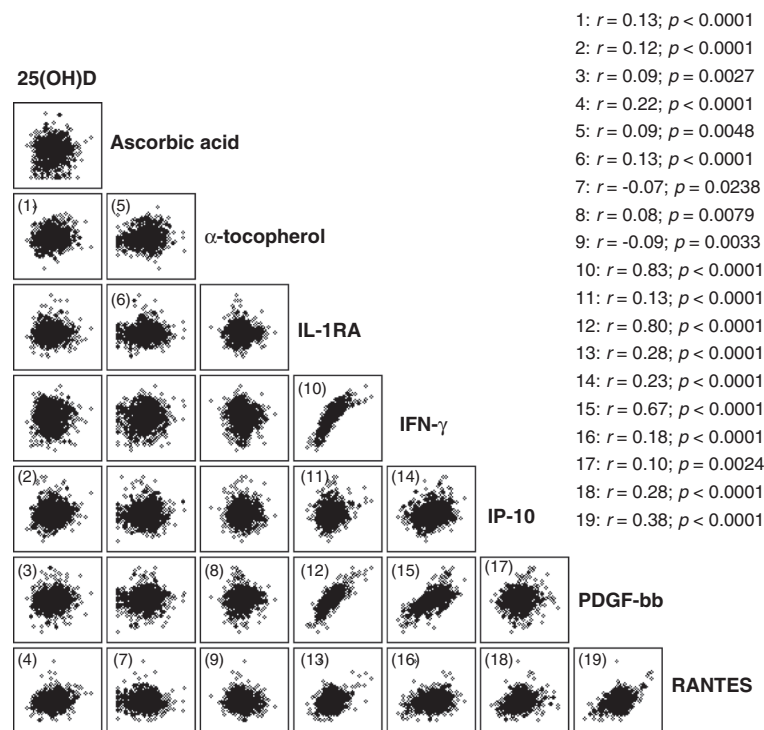 1: r = 0.13; p < 0.0001
2: r = 0.12; p < 0.0001
3: r = 0.09; p = 0.0027
4: r = 0.22; p < 0.0001
5: r = 0.09; p = 0.0048
6: r = 0.13; p < 0.0001
7: r = -0.07; p = 0.0238
8: r = 0.08; p = 0.0079
9: r = -0.09; p = 0.0033
10: r = 0.83; p < 0.0001
11: r = 0.13; p < 0.0001
12: r = 0.80; p < 0.0001
13: r = 0.28; p < 0.0001
14: r = 0.23; p < 0.0001
15: r = 0.67; p < 0.0001
16: r = 0.18; p < 0.0001
17: r = 0.10; p = 0.0024
18: r = 0.28; p < 0.0001
19: r = 0.38; p < 0.0001
25(OH)D
Ascorbic acid
(1) (5)
α-tocopherol
(6)
IL-1RA
(10)
IFN-γ
(2) (11) (14)
IP-10
(3) (8) (12) (15) (17)
PDGF-bb
(4) (7) (9) (13) (16) (18) (19)
RANTES